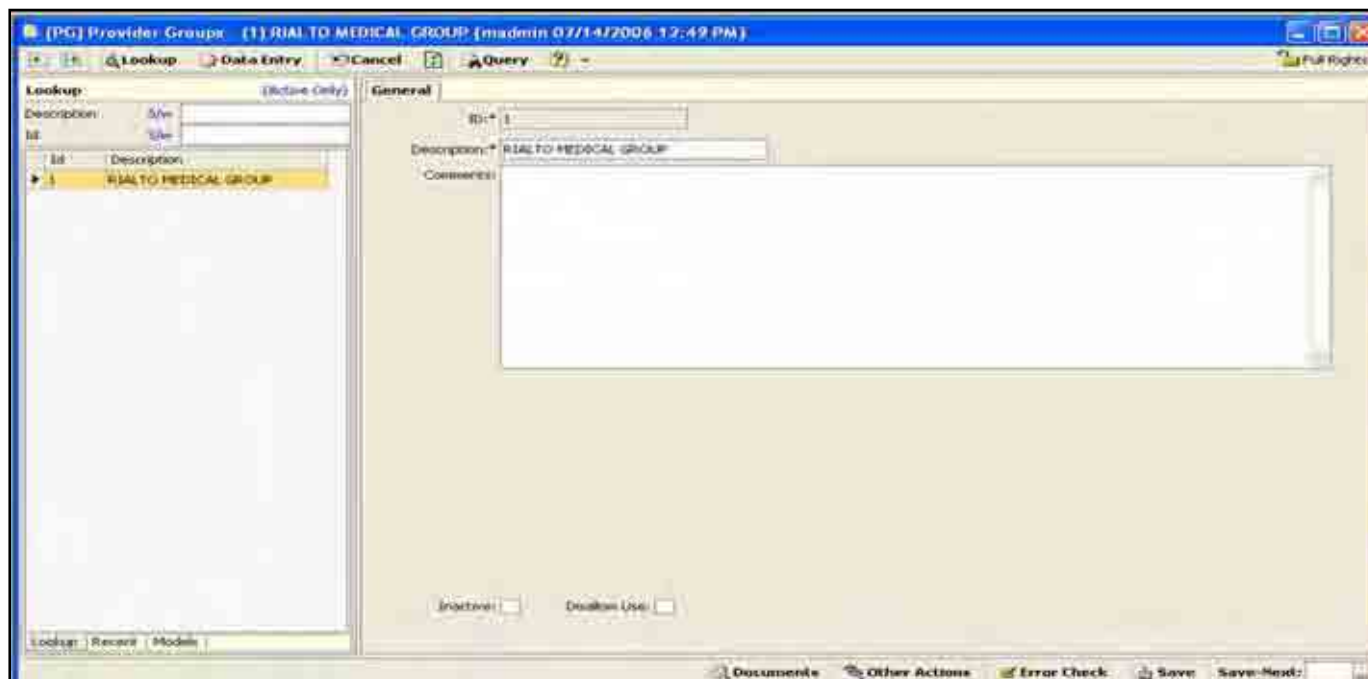 [PG] Provider Groups (1) RIALTO MEDICAL GROUP [madmin 07/14/2006 12:49 PM]
Lookup Data Entry Cancel Query Full Rights
Lookup (Active Only)
Description
Id
Id Description
1 RIALTO MEDICAL GROUP
General
ID:* 1
Description:* RIALTO MEDICAL GROUP
Comments:
Inactive: Disallow Use:
Lookup Recent Models
Documents Other Actions Error Check Save Save-Next: